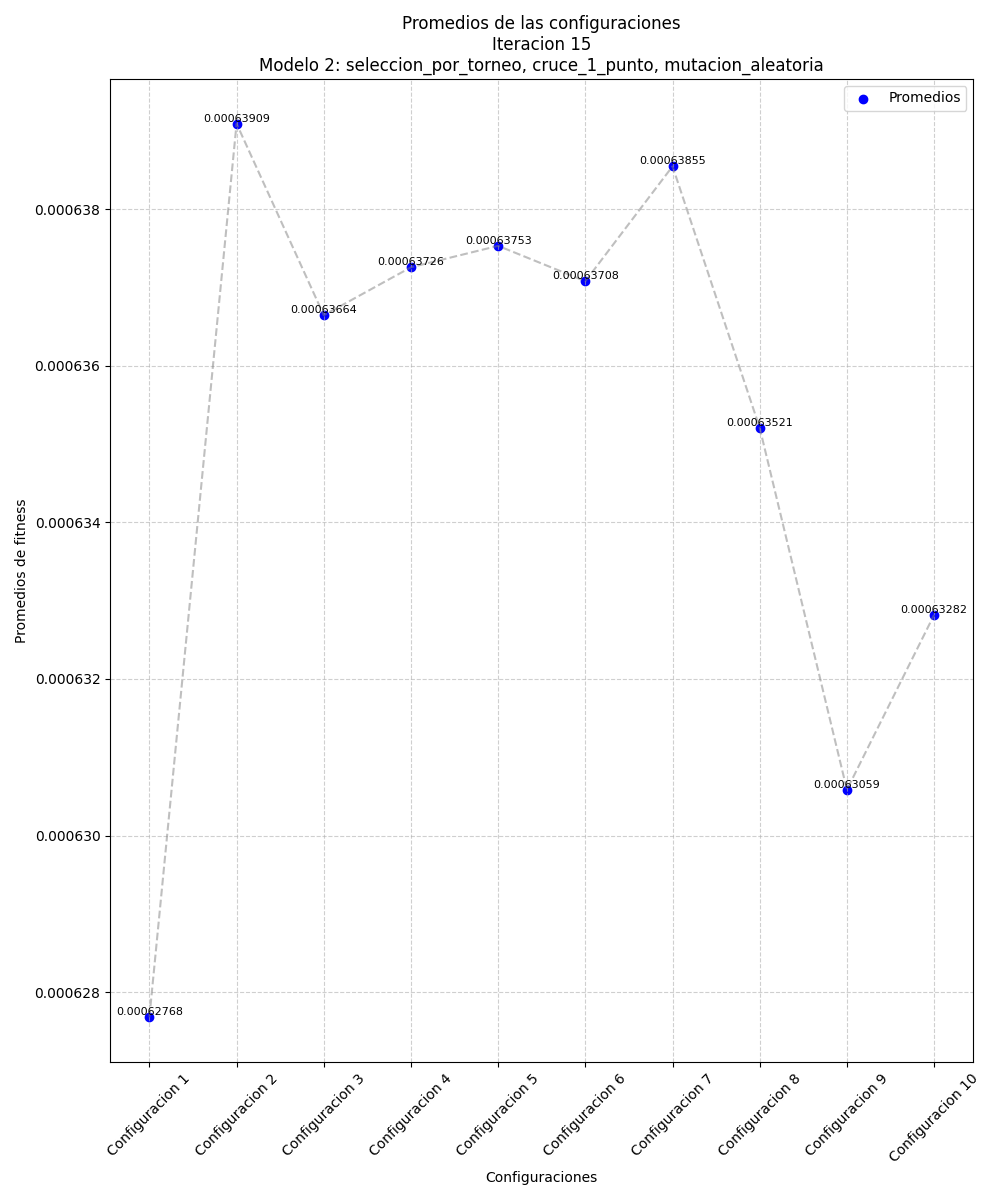 Promedios de las configuraciones
Iteracion 15
Modelo 2: seleccion_por_torneo, cruce_1_punto, mutacion_aleatoria
Promedios
0.00063909
0.00063855
0.00063753
0.00063726
0.00063708
0.00063664
0.00063521
0.00063282
0.00063059
0.00062768
0.000638
0.000636
0.000634
0.000632
0.000630
0.000628
Promedios de fitness
Configuracion 1
Configuracion 2
Configuracion 3
Configuracion 4
Configuracion 5
Configuracion 6
Configuracion 7
Configuracion 8
Configuracion 9
Configuracion 10
Configuraciones